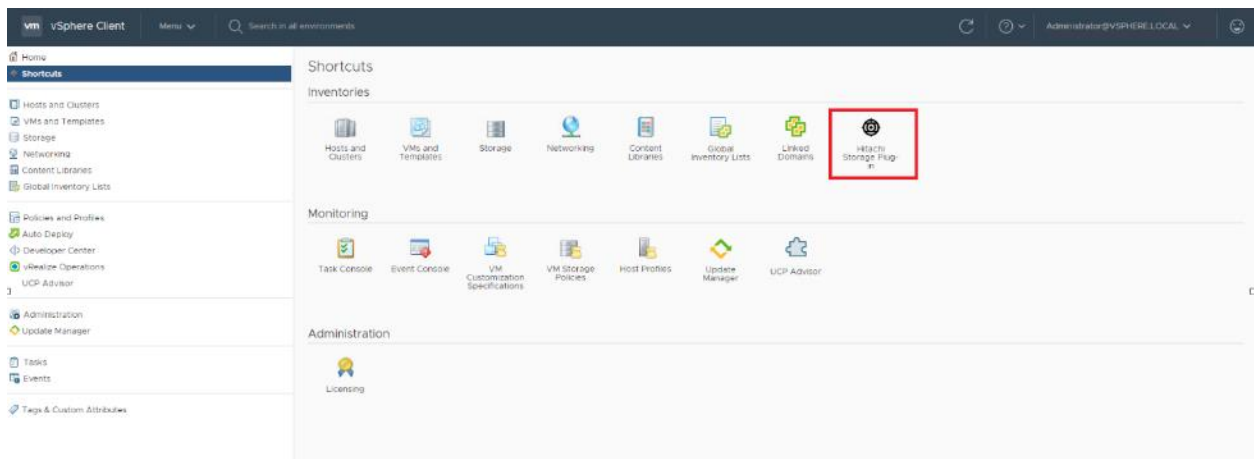 vm vSphere Client Menu Search in all environments Administrator@VSPHERE.LOCAL
Home
Shortcuts
Hosts and Clusters
VMs and Templates
Storage
Networking
Content Libraries
Global Inventory Lists
Policies and Profiles
Auto Deploy
Developer Center
vRealize Operations
UCP Advisor
Administration
Update Manager
Tasks
Events
Tags & Custom Attributes
Shortcuts
Inventories
Hosts and
Clusters
VMs and
Templates
Storage
Networking
Content
Libraries
Global
Inventory Lists
Linked
Domains
Hitachi
Storage Plug-
in
Monitoring
Task Console
Event Console
VM
Customization
Specifications
VM Storage
Policies
Host Profiles
Update
Manager
UCP Advisor
Administration
Licensing